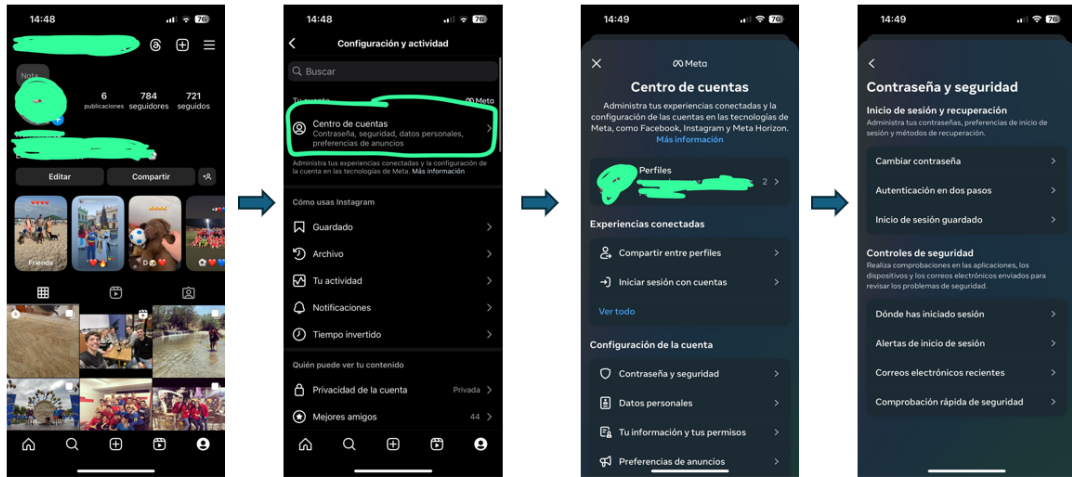 14:48
76
Nota...
6
784
721
publicaciones
seguidores
seguidos
Editar
Compartir
Friends
D
14:48
76
Configuración y actividad
Buscar
Tu cuenta
Meta
Centro de cuentas
Contraseña, seguridad, datos personales,
preferencias de anuncios
Administra tus experiencias conectadas y la configuración de
la cuenta en las tecnologías de Meta. Más información
Cómo usas Instagram
Guardado
Archivo
Tu actividad
Notificaciones
Tiempo invertido
Quién puede ver tu contenido
Privacidad de la cuenta
Privada
Mejores amigos
44
14:49
76
Meta
Centro de cuentas
Administra tus experiencias conectadas y la
configuración de las cuentas en las tecnologías de
Meta, como Facebook, Instagram y Meta Horizon.
Más información
Perfiles
2
Experiencias conectadas
Compartir entre perfiles
Iniciar sesión con cuentas
Ver todo
Configuración de la cuenta
Contraseña y seguridad
Datos personales
Tu información y tus permisos
Preferencias de anuncios
14:49
76
Contraseña y seguridad
Inicio de sesión y recuperación
Administra tus contraseñas, preferencias de inicio de
sesión y métodos de recuperación.
Cambiar contraseña
Autenticación en dos pasos
Inicio de sesión guardado
Controles de seguridad
Realiza comprobaciones en las aplicaciones, los
dispositivos y los correos electrónicos enviados para
revisar los problemas de seguridad.
Dónde has iniciado sesión
Alertas de inicio de sesión
Correos electrónicos recientes
Comprobación rápida de seguridad